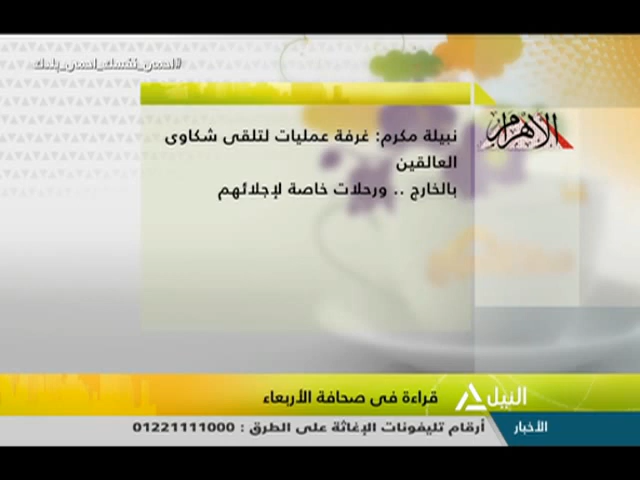 #احمى_نفسك_احمى_بلدك
الأهرام
نبيلة مكرم: غرفة عمليات لتلقى شكاوى
العالقين
بالخارج .. ورحلات خاصة لإجلائهم
النيل
قراءة فى صحافة الأربعاء
الأخبار
أرقام تليفونات الإغاثة على الطرق : 01221111000